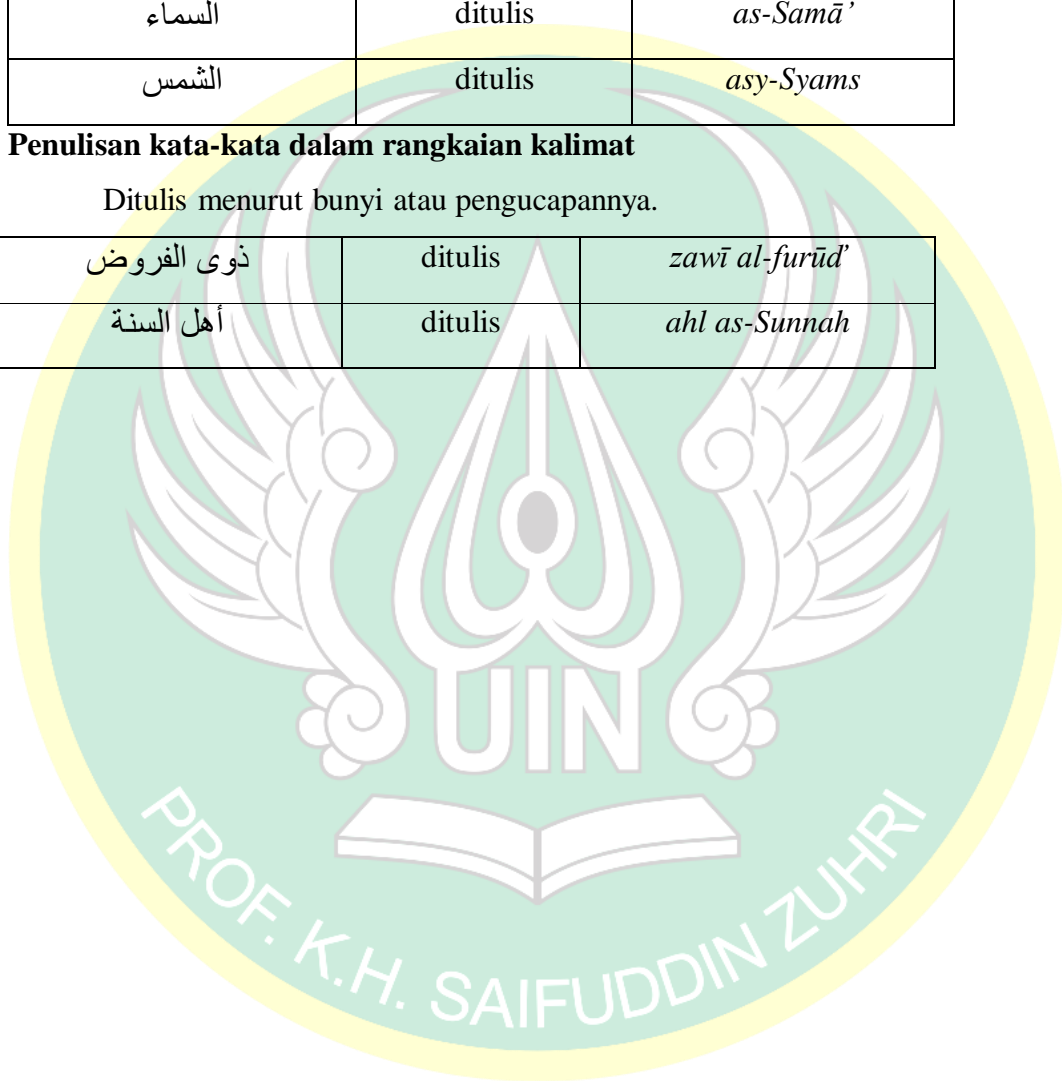 السماء ditulis as-Samā’
الشمس ditulis asy-Syams
Penulisan kata-kata dalam rangkaian kalimat
Ditulis menurut bunyi atau pengucapannya.
ذوى الفروض ditulis zawī al-furūd’
أهل السنة ditulis ahl as-Sunnah
UIN
PROF. K.H. SAIFUDDIN ZUHRI